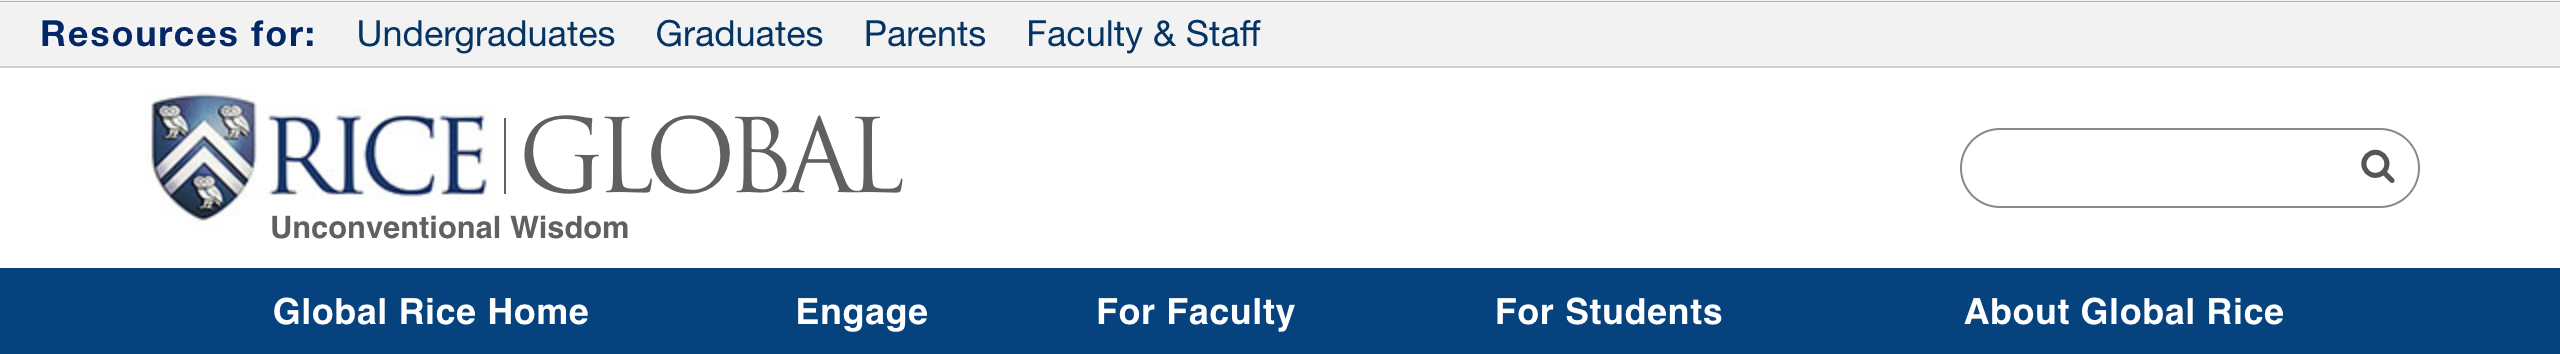 Resources for: Undergraduates Graduates Parents Faculty & Staff
RICE | GLOBAL
Unconventional Wisdom
Global Rice Home Engage For Faculty For Students About Global Rice